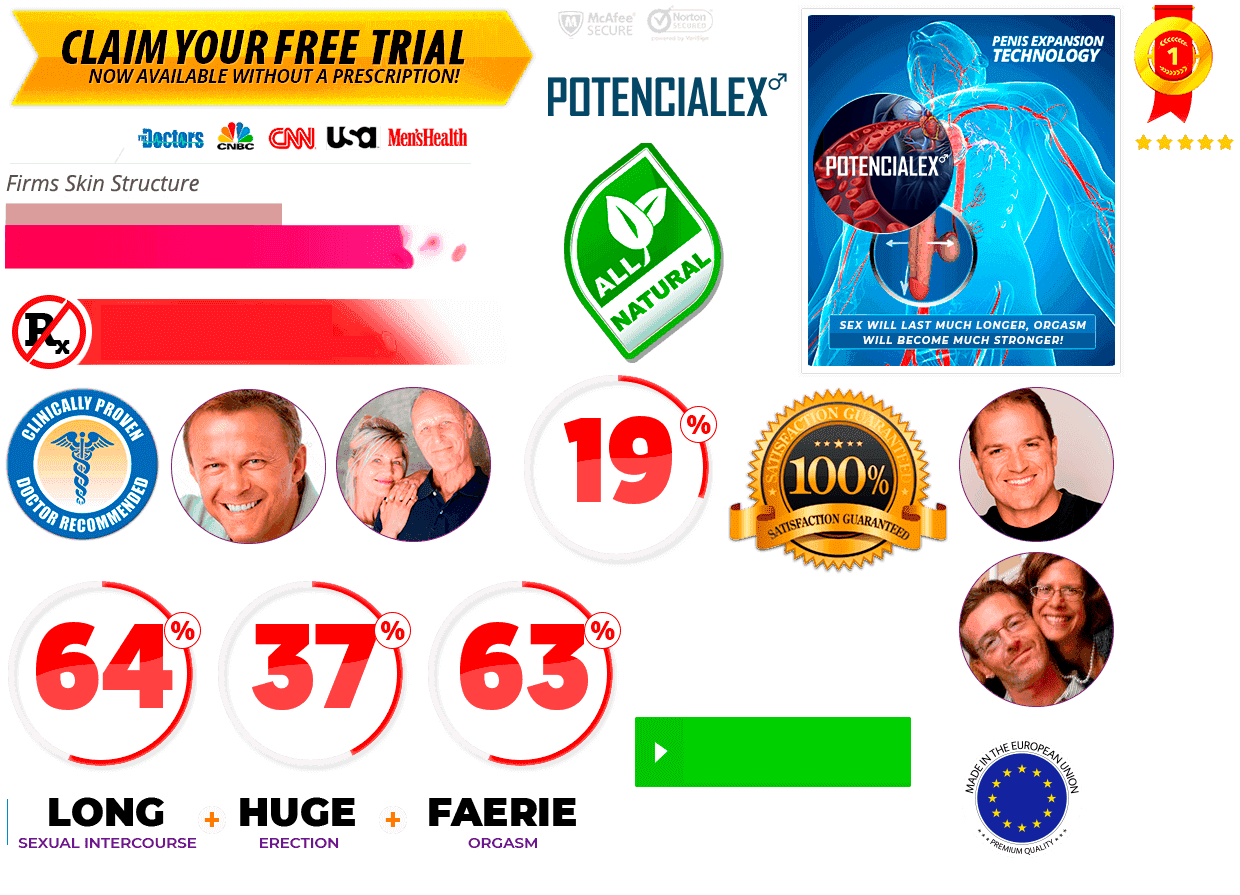 CLAIM YOUR FREE TRIAL
NOW AVAILABLE WITHOUT A PRESCRIPTION!
THE Doctors
CNBC
CNN
usa
Men'sHealth
Firms Skin Structure
Rx
McAfee
SECURE
Norton
SECURED
powered by VeriSign
POTENCIALEX
ALL
NATURAL
PENIS EXPANSION
TECHNOLOGY
POTENCIALEX
SEX WILL LAST MUCH LONGER, ORGASM
WILL BECOME MUCH STRONGER!
1
CLINICALLY PROVEN
DOCTOR RECOMMENDED
19%
SATISFACTION GUARANTEED
100%
SATISFACTION GUARANTEED
64%
37%
63%
LONG + HUGE + FAERIE
SEXUAL INTERCOURSE ERECTION ORGASM
MADE IN THE EUROPEAN UNION
PREMIUM QUALITY